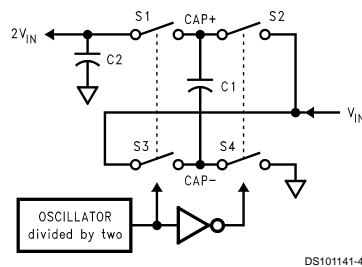 S1 CAP+ S2
2VIN
C2
C1
VIN
S3 S4
CAP-
OSCILLATOR
divided by two
DS101141-4